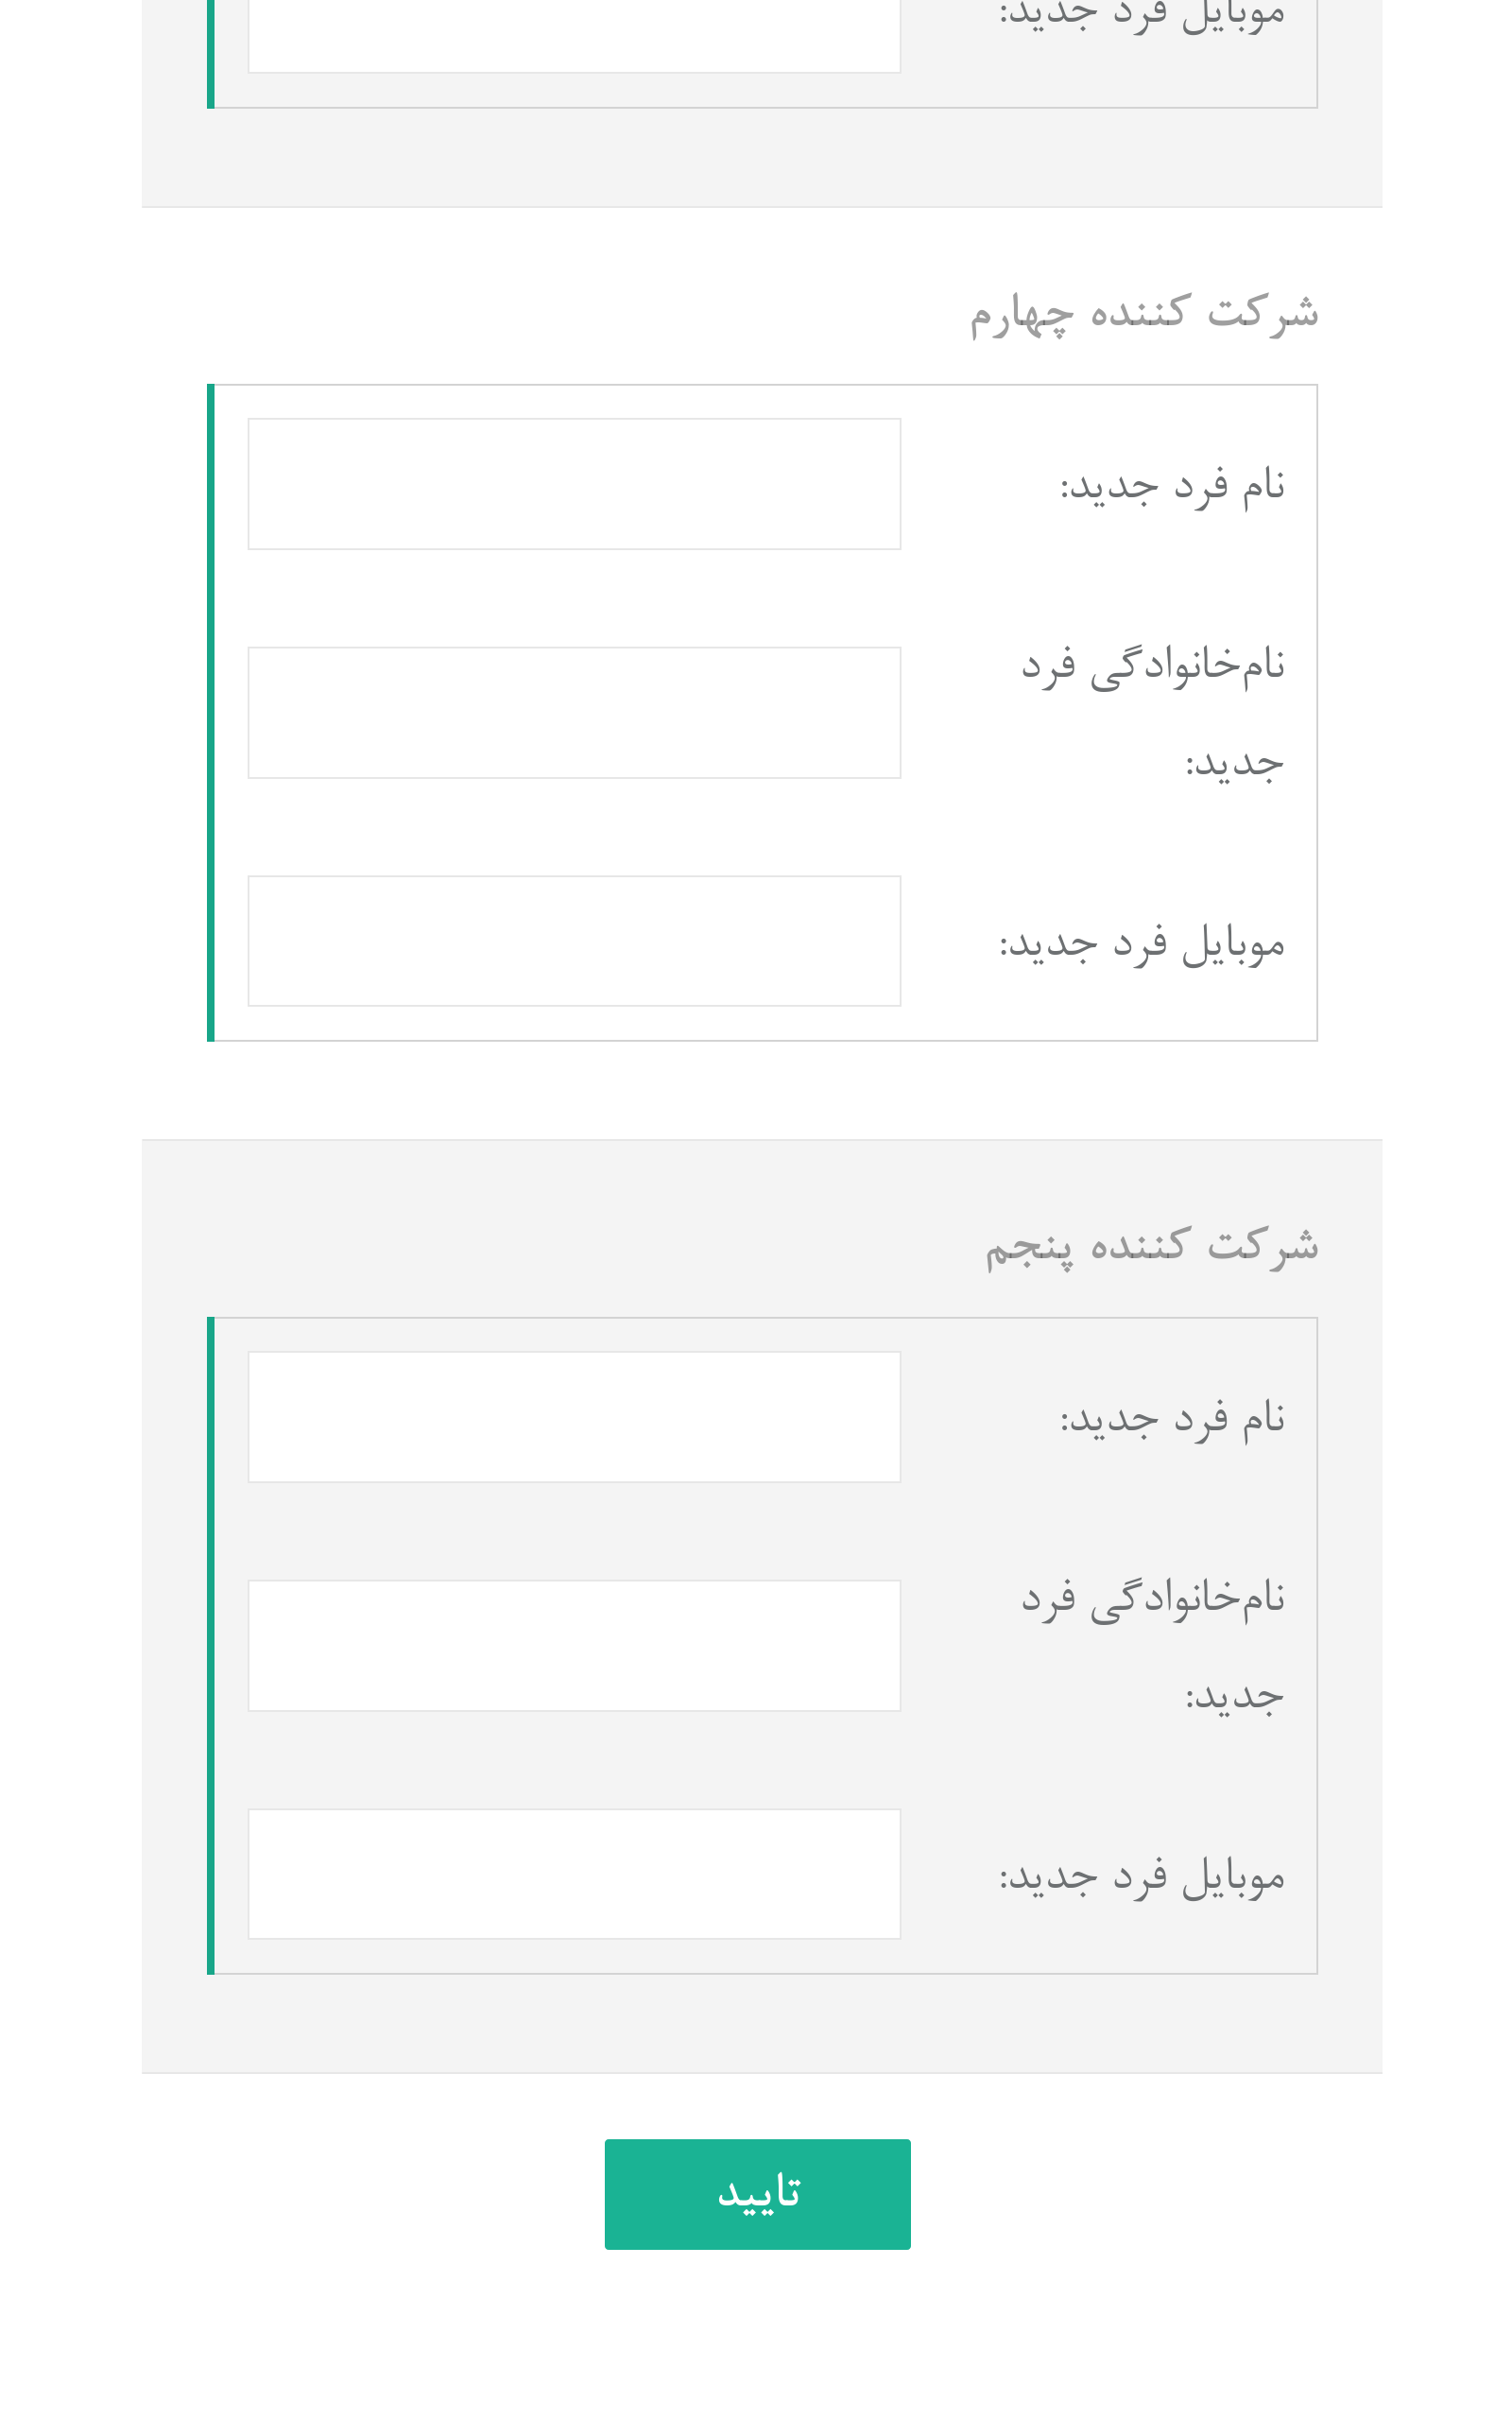 موبایل فرد جدید:
شرکت کننده چهارم
نام فرد جدید:
نام‌خانوادگی فرد
جدید:
موبایل فرد جدید:
شرکت کننده پنجم
نام فرد جدید:
نام‌خانوادگی فرد
جدید:
موبایل فرد جدید:
تایید